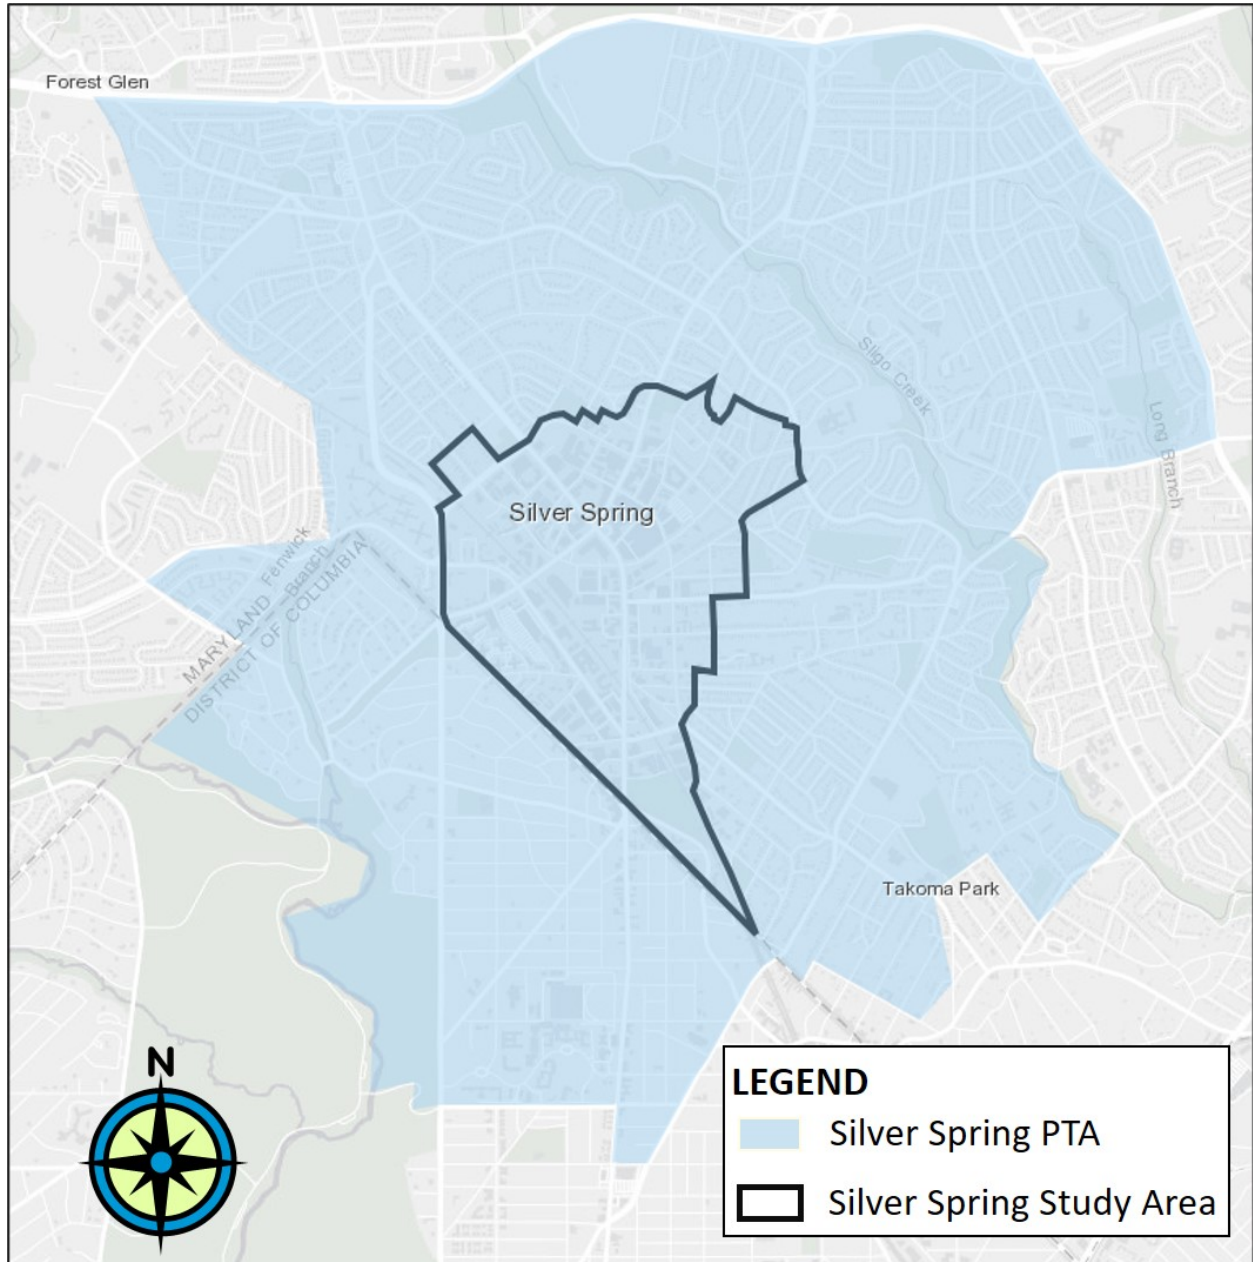 Forest Glen
Sligo Creek
Long Branch
Silver Spring
Fenwick
Branch
MARYLAND
DISTRICT OF COLUMBIA
Takoma Park
N
LEGEND
Silver Spring PTA
Silver Spring Study Area